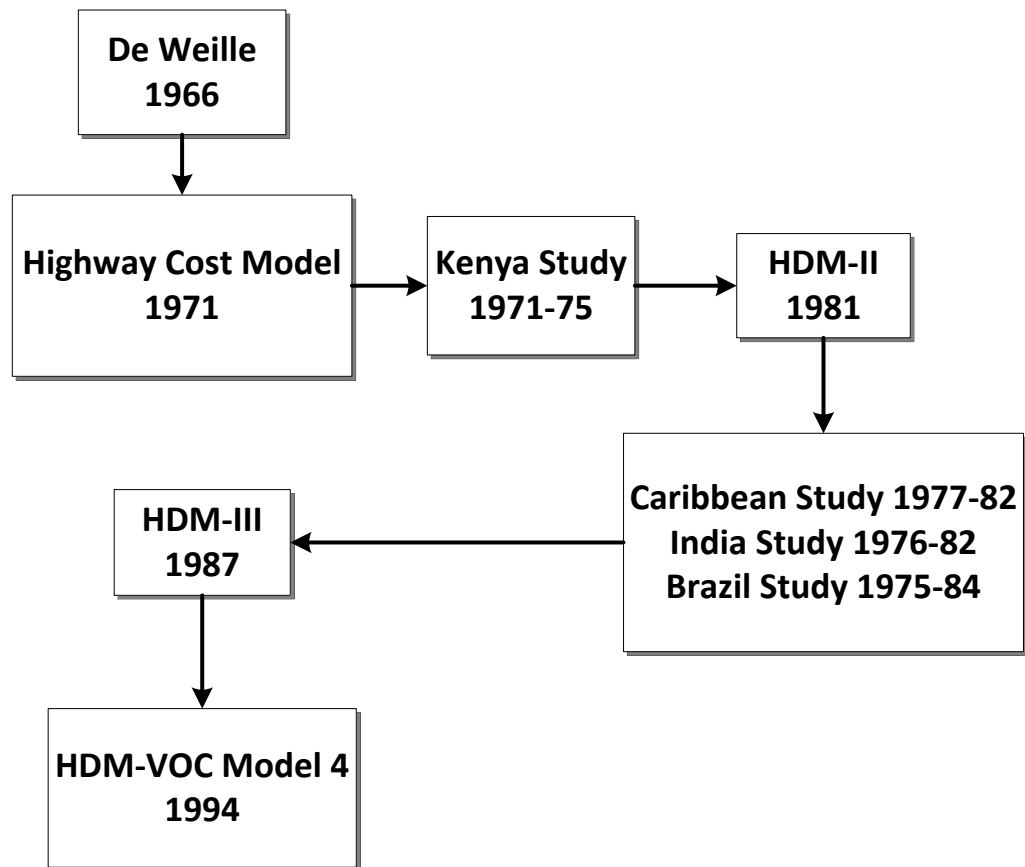 De Weille
1966
Highway Cost Model
1971
Kenya Study
1971-75
HDM-II
1981
Caribbean Study 1977-82
India Study 1976-82
Brazil Study 1975-84
HDM-III
1987
HDM-VOC Model 4
1994